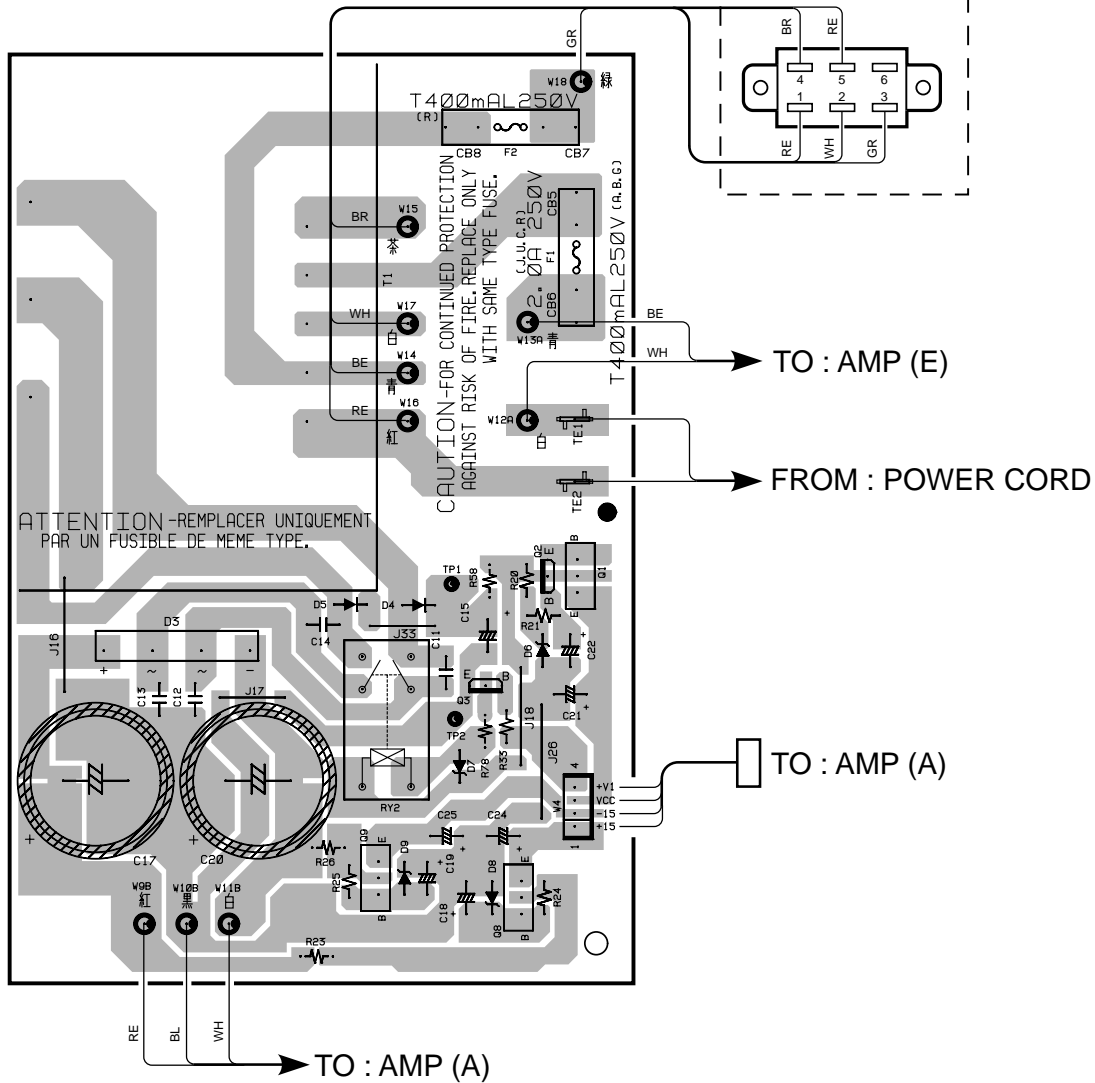 BR
RE
4
5
6
1
2
3
RE
WH
GR
GR
W18
緑
T400mAL250V
(R)
CB8
F2
CB7
CAUTION-FOR CONTINUED PROTECTION
AGAINST RISK OF FIRE.REPLACE ONLY
WITH SAME TYPE FUSE.
(J.U.C.R)
2.0A 250V
CB5
F1
CB6
T400mAL250V(A.B.G)
BR
W15
茶
T1
WH
W17
白
BE
W14
青
RE
W16
紅
W13A
青
BE
WH
TO : AMP (E)
W12A
白
TE1
TE2
FROM : POWER CORD
ATTENTION-REMPLACER UNIQUEMENT
PAR UN FUSIBLE DE MEME TYPE.
TP1
R58
R20
Q2
E
B
B
Q1
E
D5
D4
C15
+
R21
J16
D3
C14
J33
C11
D6
C22
+
+
~
~
-
E
B
Q3
C13
C12
J17
C21
+
J18
TP2
J26
D7
R78
R33
4
+V1
VCC
-15
+15
W4
1
TO : AMP (A)
RY2
C25
C24
+
+
+
C17
+
C20
R26
Q9
E
D9
C19
+
D8
E
R25
B
C18
+
Q8
B
R24
W9B
紅
W10B
黒
W11B
白
R23
RE
BL
WH
TO : AMP (A)